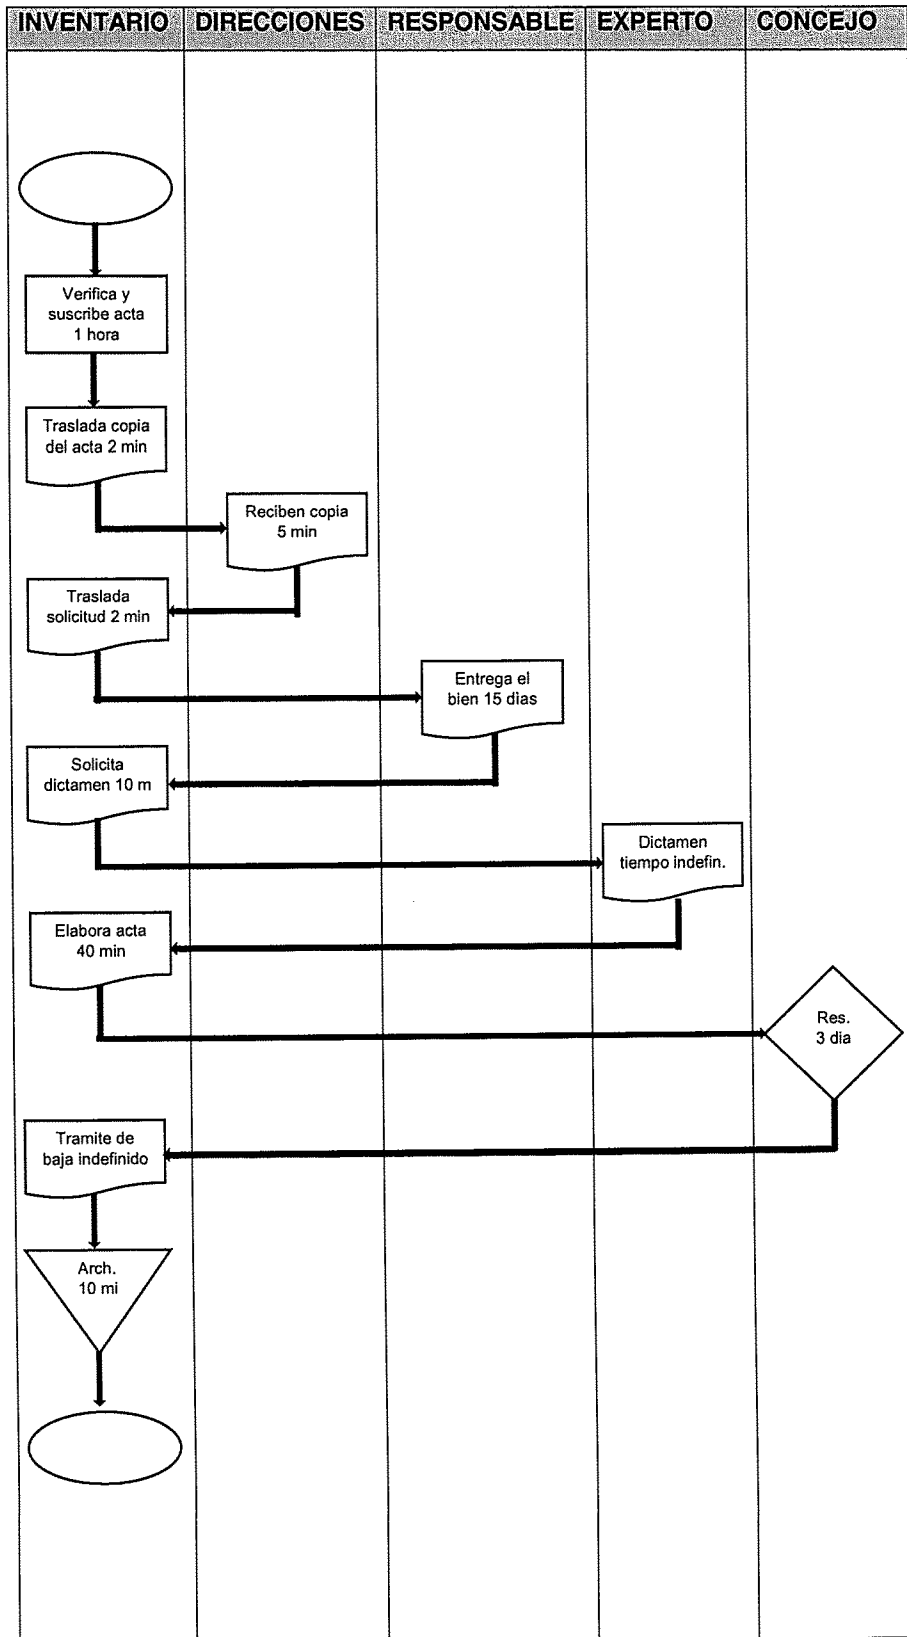 INVENTARIO DIRECCIONES RESPONSABLE EXPERTO CONCEJO
Verifica y
suscribe acta
1 hora
Traslada copia
del acta 2 min
Reciben copia
5 min
Traslada
solicitud 2 min
Entrega el
bien 15 días
Solicita
dictamen 10 m
Dictamen
tiempo indefin.
Elabora acta
40 min
Res.
3 dia
Tramite de
baja indefinido
Arch.
10 mi